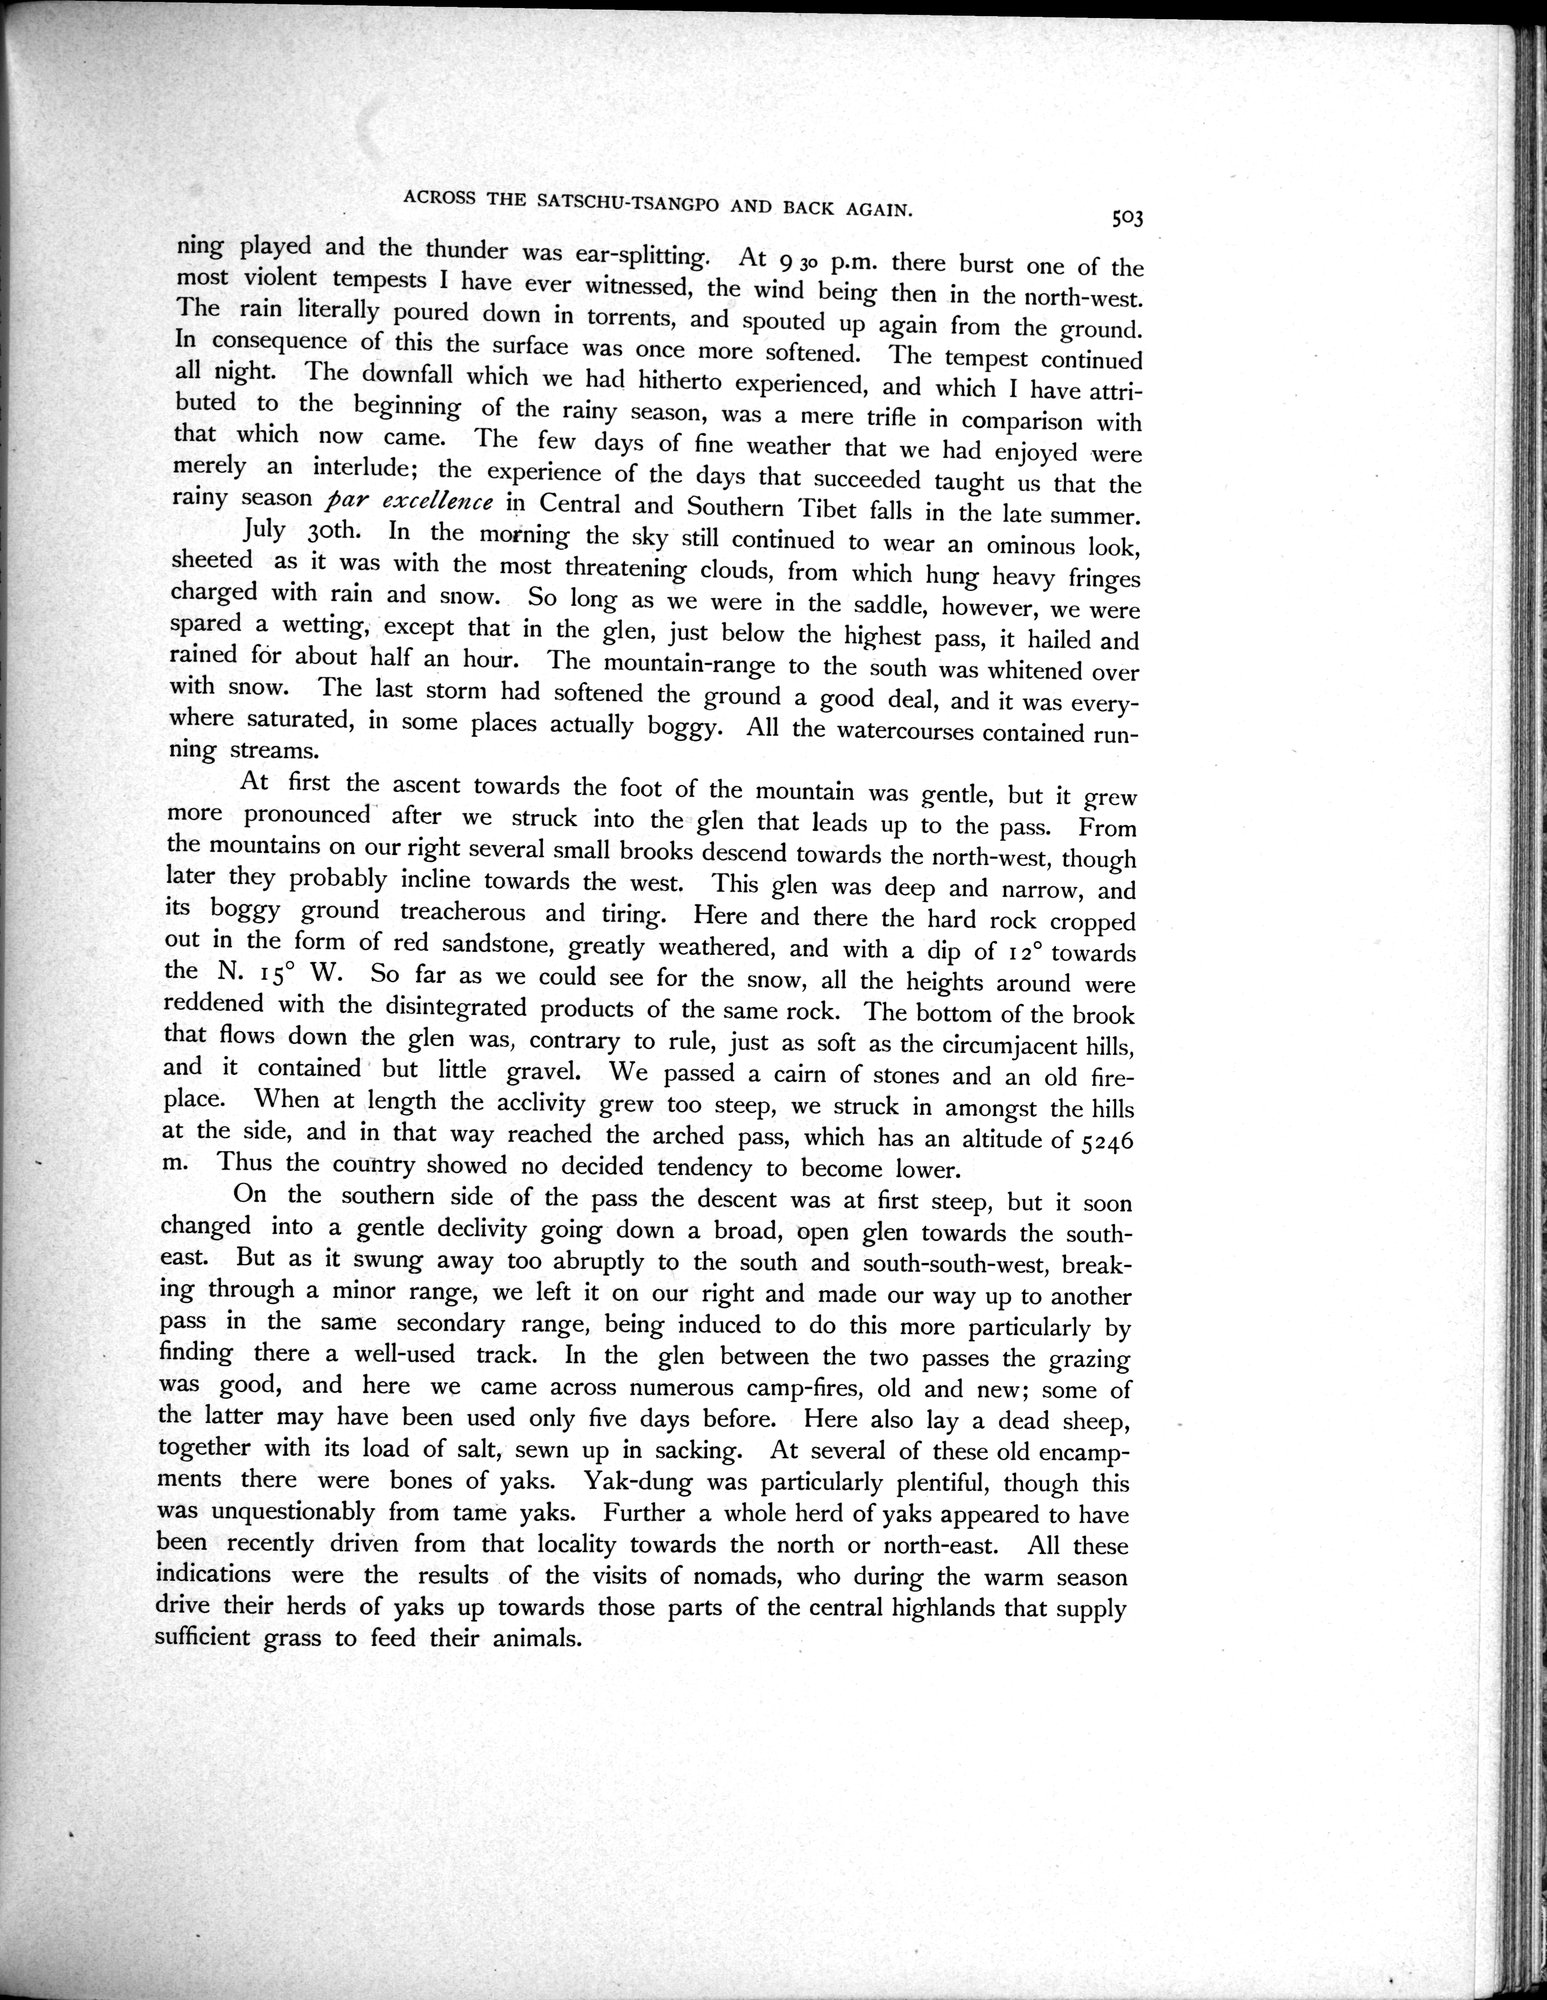 ACROSS THE SATSCHU-TSANGPO AND BACK AGAIN. 503
ning played and the thunder was ear-splitting. At 9 30 p.m. there burst one of the
most violent tempests I have ever witnessed, the wind being then in the north-west.
The rain literally poured down in torrents, and spouted up again from the ground.
In consequence of this the surface was once more softened. The tempest continued
all night. The downfall which we had hitherto experienced, and which I have attri-
buted to the beginning of the rainy season, was a mere trifle in comparison with
that which now came. The few days of fine weather that we had enjoyed were
merely an interlude; the experience of the days that succeeded taught us that the
rainy season par excellence in Central and Southern Tibet falls in the late summer.
July 30th. In the morning the sky still continued to wear an ominous look,
sheeted as it was with the most threatening clouds, from which hung heavy fringes
charged with rain and snow. So long as we were in the saddle, however, we were
spared a wetting, except that in the glen, just below the highest pass, it hailed and
rained for about half an hour. The mountain-range to the south was whitened over
with snow. The last storm had softened the ground a good deal, and it was every-
where saturated, in some places actually boggy. All the watercourses contained run-
ning streams.
At first the ascent towards the foot of the mountain was gentle, but it grew
more pronounced after we struck into the glen that leads up to the pass. From
the mountains on our right several small brooks descend towards the north-west, though
later they probably incline towards the west. This glen was deep and narrow, and
its boggy ground treacherous and tiring. Here and there the hard rock cropped
out in the form of red sandstone, greatly weathered, and with a dip of 12° towards
the N. 15° W. So far as we could see for the snow, all the heights around were
reddened with the disintegrated products of the same rock. The bottom of the brook
that flows down the glen was, contrary to rule, just as soft as the circumjacent hills,
and it contained but little gravel. We passed a cairn of stones and an old fire-
place. When at length the acclivity grew too steep, we struck in amongst the hills
at the side, and in that way reached the arched pass, which has an altitude of 5246
m. Thus the country showed no decided tendency to become lower.
On the southern side of the pass the descent was at first steep, but it soon
changed into a gentle declivity going down a broad, open glen towards the south-
east. But as it swung away too abruptly to the south and south-south-west, break-
ing through a minor range, we left it on our right and made our way up to another
pass in the same secondary range, being induced to do this more particularly by
finding there a well-used track. In the glen between the two passes the grazing
was good, and here we came across numerous camp-fires, old and new; some of
the latter may have been used only five days before. Here also lay a dead sheep,
together with its load of salt, sewn up in sacking. At several of these old encamp-
ments there were bones of yaks. Yak-dung was particularly plentiful, though this
was unquestionably from tame yaks. Further a whole herd of yaks appeared to have
been recently driven from that locality towards the north or north-east. All these
indications were the results of the visits of nomads, who during the warm season
drive their herds of yaks up towards those parts of the central highlands that supply
sufficient grass to feed their animals.